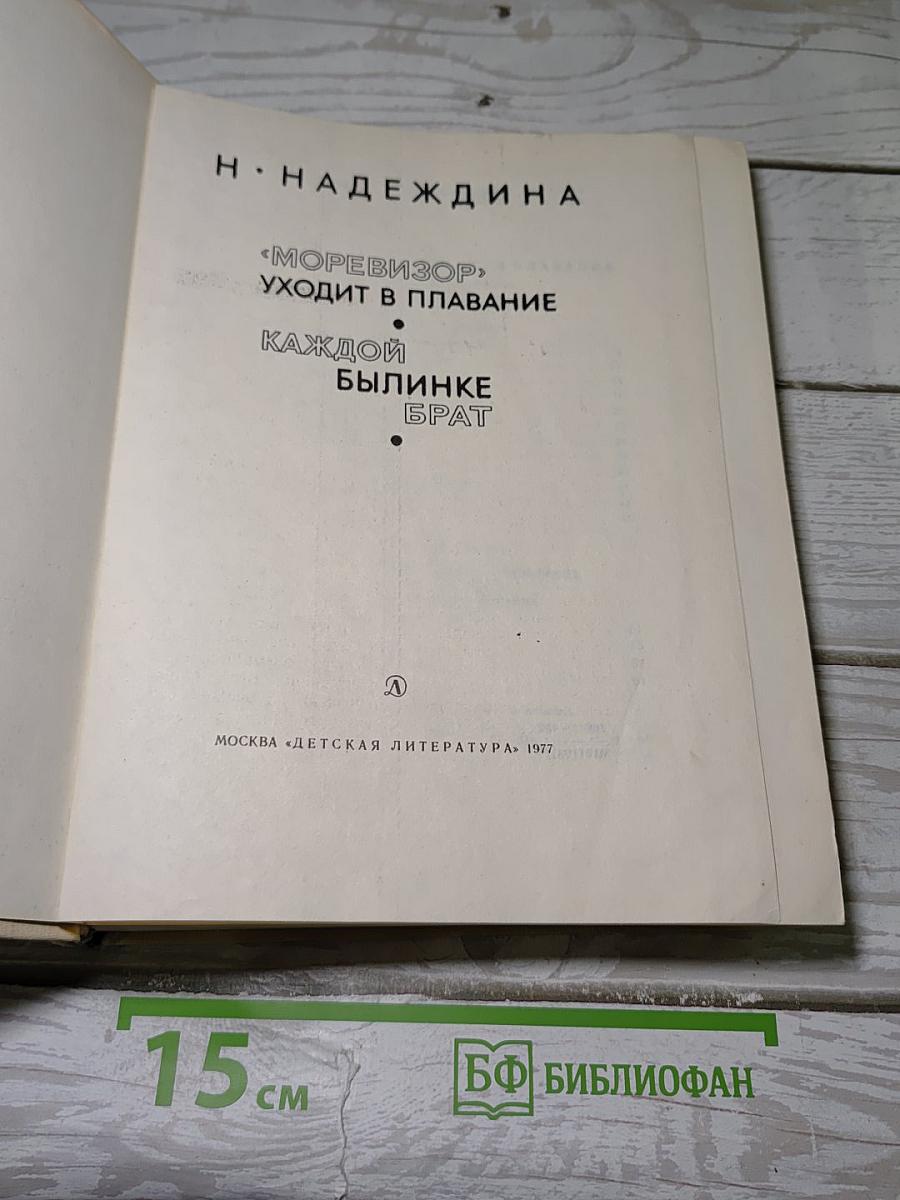 Н · НАДЕЖДИНА
«МОРЕВИЗОР»
УХОДИТ В ПЛАВАНИЕ
•
КАЖДОЙ
БЫЛИНКЕ
БРАТ
•
МОСКВА «ДЕТСКАЯ ЛИТЕРАТУРА» 1977
15 см
БФ БИБЛИОФАН